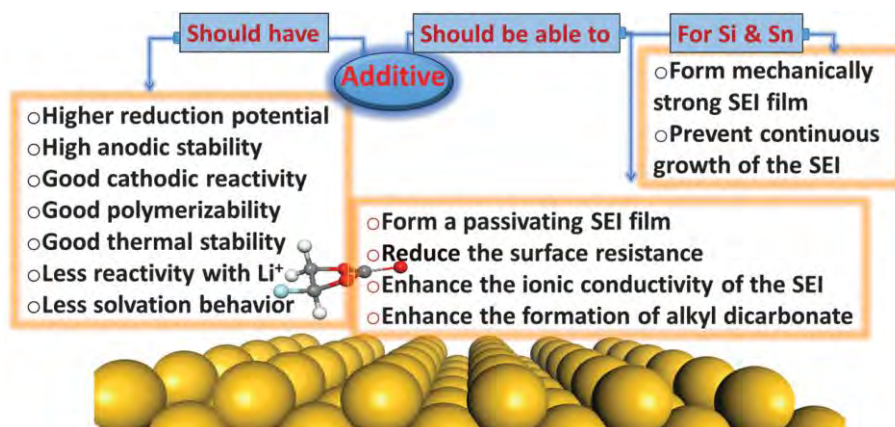 Should have
Should be able to
For Si & Sn
Additive
○Form mechanically
strong SEI film
○Prevent continuous
growth of the SEI
○Higher reduction potential
○High anodic stability
○Good cathodic reactivity
○Good polymerizability
○Good thermal stability
○Less reactivity with Li⁺
○Less solvation behavior
○Form a passivating SEI film
○Reduce the surface resistance
○Enhance the ionic conductivity of the SEI
○Enhance the formation of alkyl dicarbonate